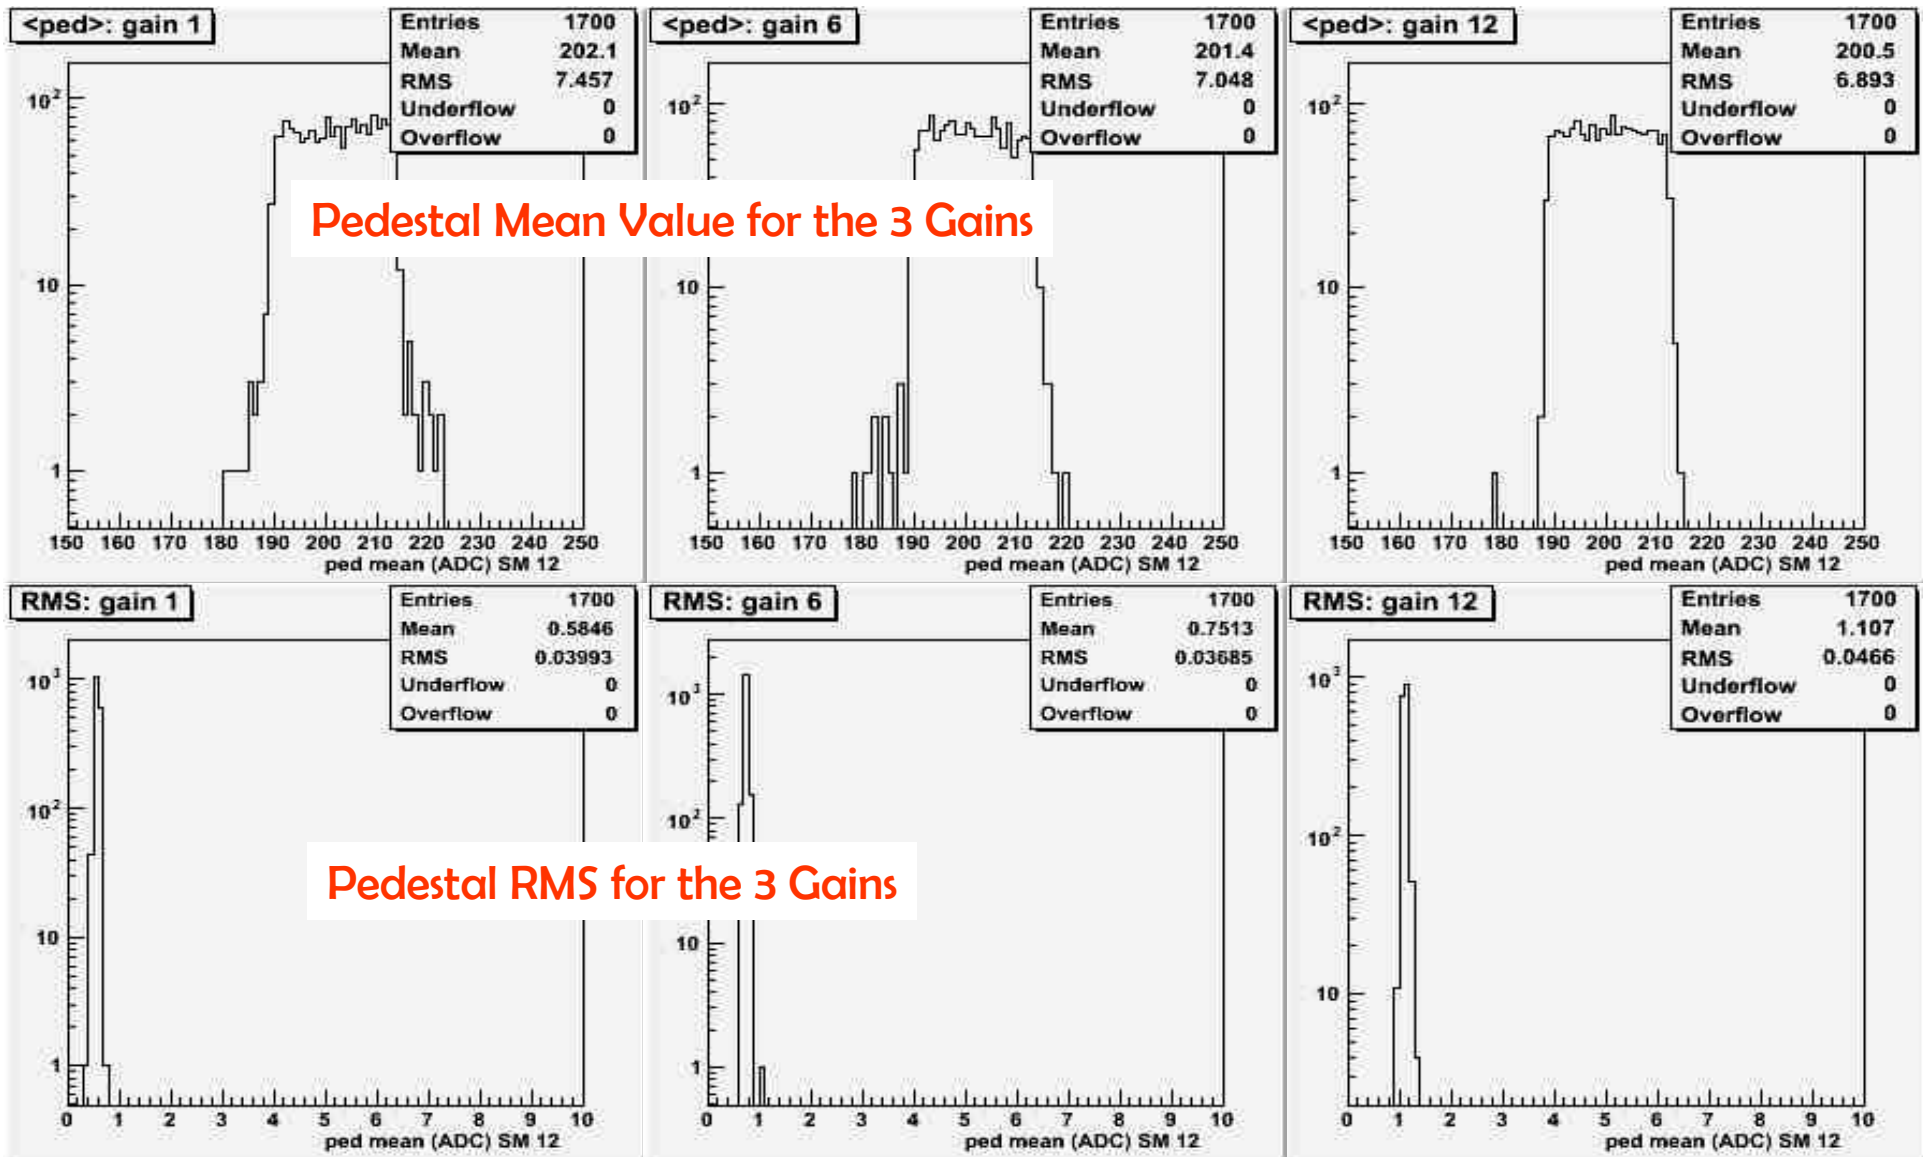 <ped>: gain 1
Entries 1700
Mean 202.1
RMS 7.457
Underflow 0
Overflow 0
10²
10
1
150 160 170 180 190 200 210 220 230 240 250
ped mean (ADC) SM 12
<ped>: gain 6
Entries 1700
Mean 201.4
RMS 7.048
Underflow 0
Overflow 0
10²
10
1
150 160 170 180 190 200 210 220 230 240 250
ped mean (ADC) SM 12
<ped>: gain 12
Entries 1700
Mean 200.5
RMS 6.893
Underflow 0
Overflow 0
10²
10
1
150 160 170 180 190 200 210 220 230 240 250
ped mean (ADC) SM 12
Pedestal Mean Value for the 3 Gains
RMS: gain 1
Entries 1700
Mean 0.5846
RMS 0.03993
Underflow 0
Overflow 0
10³
10²
10
1
0 1 2 3 4 5 6 7 8 9 10
ped mean (ADC) SM 12
RMS: gain 6
Entries 1700
Mean 0.7513
RMS 0.03685
Underflow 0
Overflow 0
10³
10²
10
1
0 1 2 3 4 5 6 7 8 9 10
ped mean (ADC) SM 12
RMS: gain 12
Entries 1700
Mean 1.107
RMS 0.0466
Underflow 0
Overflow 0
10³
10²
10
0 1 2 3 4 5 6 7 8 9 10
ped mean (ADC) SM 12
Pedestal RMS for the 3 Gains